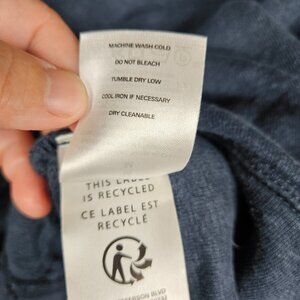 MACHINE WASH COLD
DO NOT BLEACH
TUMBLE DRY LOW
COOL IRON IF NECESSARY
DRY CLEANABLE
THIS LABEL
IS RECYCLED
CE LABEL EST
RECYCLÉ
BLVD